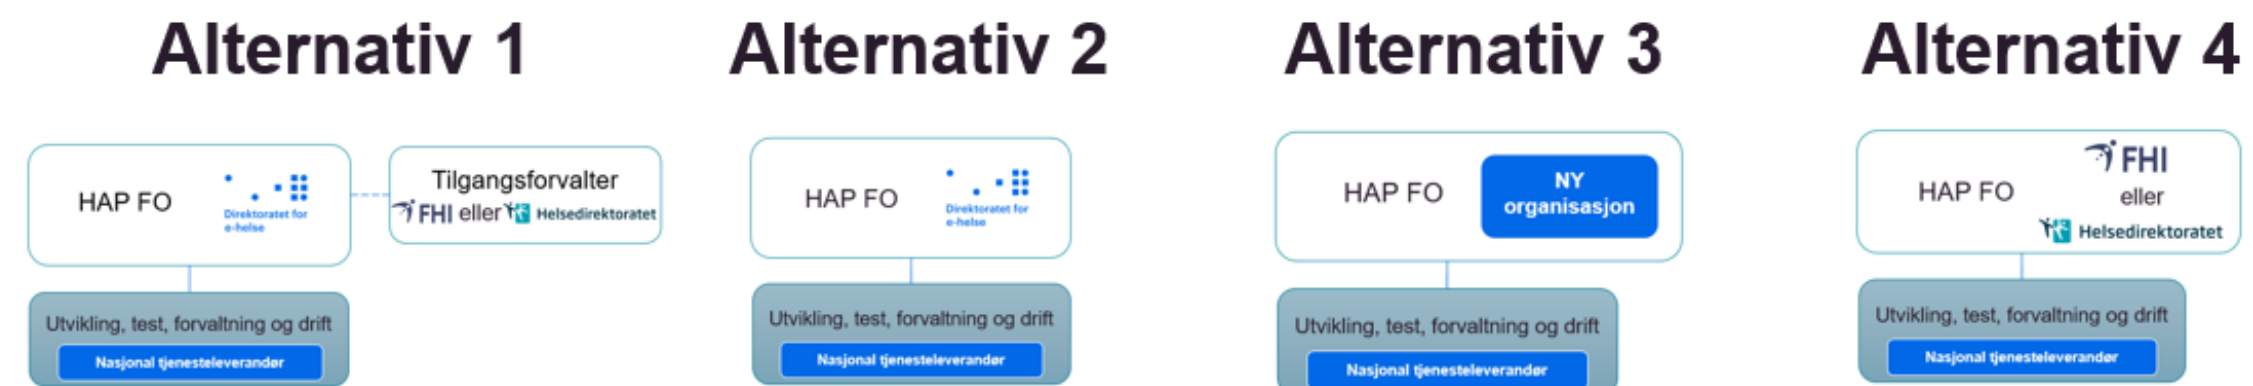 Alternativ 1
HAP FO
Direktoratet for
e-helse
Tilgangsforvalter
FHI eller Helsedirektoratet
Utvikling, test, forvaltning og drift
Nasjonal tjenesteleverandør
Alternativ 2
HAP FO
Direktoratet for
e-helse
Utvikling, test, forvaltning og drift
Nasjonal tjenesteleverandør
Alternativ 3
HAP FO
NY
organisasjon
Utvikling, test, forvaltning og drift
Nasjonal tjenesteleverandør
Alternativ 4
HAP FO
FHI
eller
Helsedirektoratet
Utvikling, test, forvaltning og drift
Nasjonal tjenesteleverandør